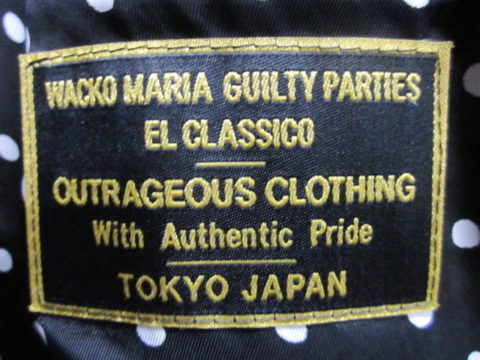 WACKO MARIA GUILTY PARTIES
EL CLASSICO
OUTRAGEOUS CLOTHING
With Authentic Pride
TOKYO JAPAN